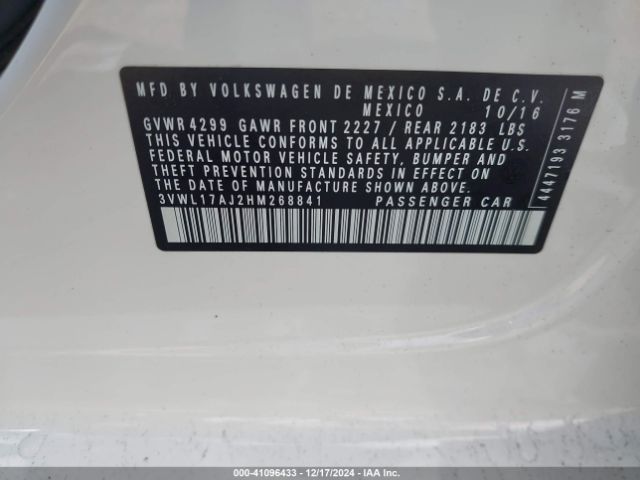 MFD BY VOLKSWAGEN DE MEXICO S.A. DE C.V.
MEXICO 10/16
GVWR 4299 GAWR FRONT 2227 / REAR 2183 LBS
THIS VEHICLE CONFORMS TO ALL APPLICABLE U.S.
FEDERAL MOTOR VEHICLE SAFETY, BUMPER AND
THEFT PREVENTION STANDARDS IN EFFECT ON
THE DATE OF MANUFACTURE SHOWN ABOVE.
3VWL17AJ2HM268841 PASSENGER CAR
4447193 3176 M
000-41096433 | 12/17/2024 | IAA Inc.